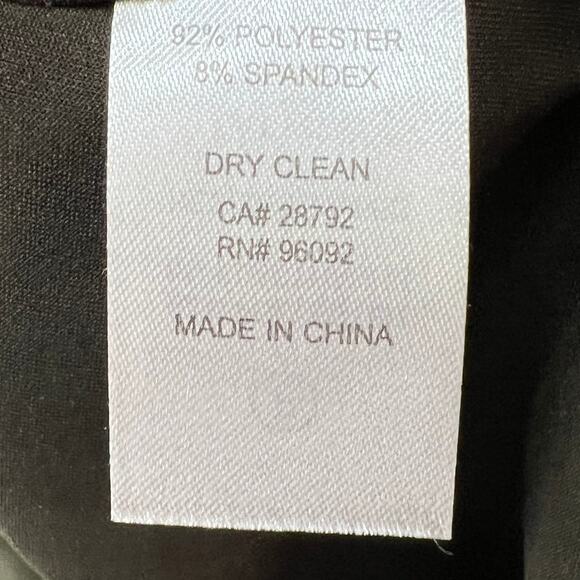 92% POLYESTER
8% SPANDEX
DRY CLEAN
CA# 28792
RN# 96092
MADE IN CHINA